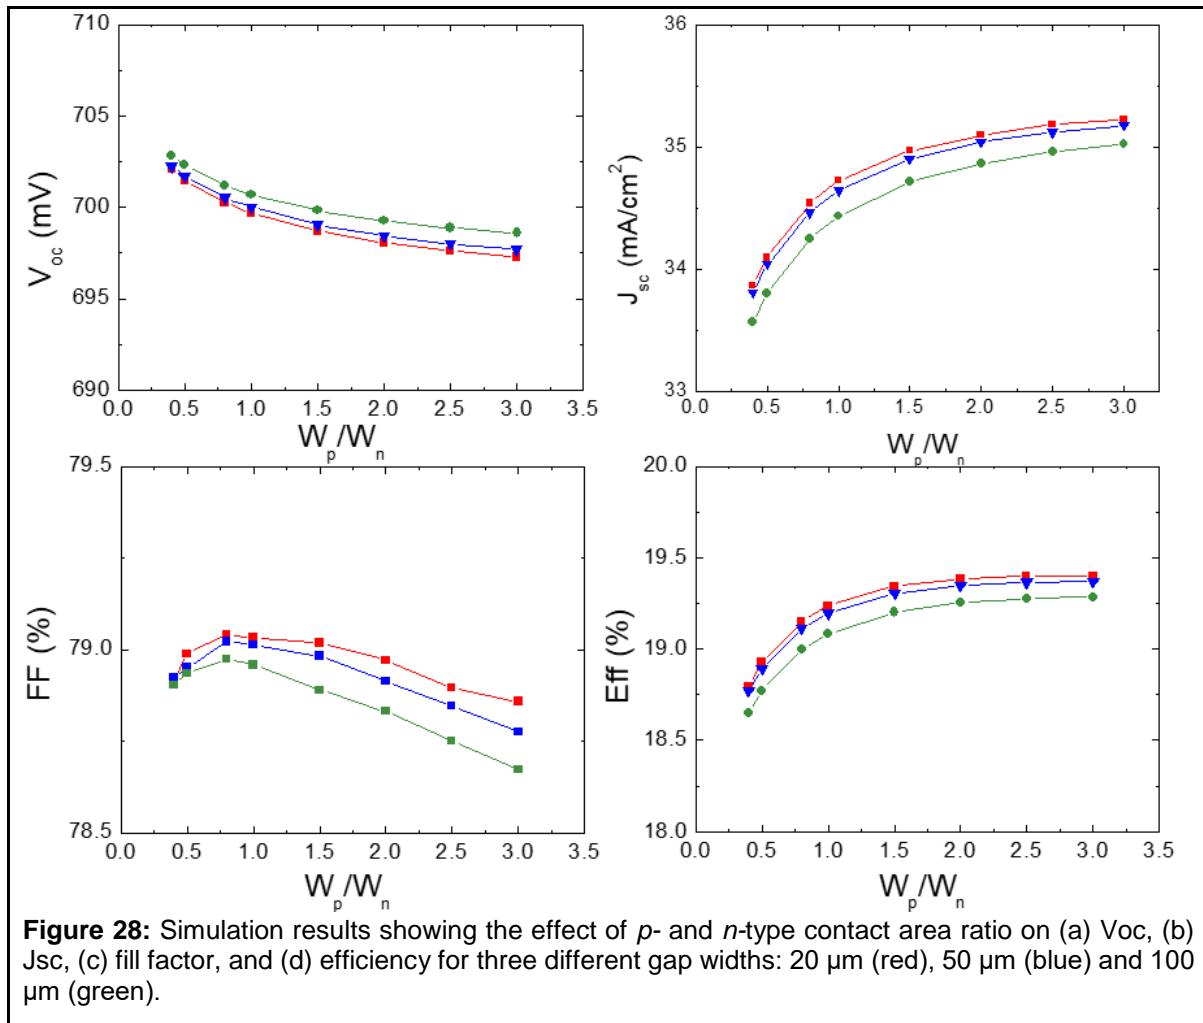 710
705
700
695
690
V_oc (mV)
0.0 0.5 1.0 1.5 2.0 2.5 3.0 3.5
W_p/W_n
36
35
34
33
J_sc (mA/cm²)
0.0 0.5 1.0 1.5 2.0 2.5 3.0
W_p/W_n
79.5
79.0
78.5
FF (%)
0.0 0.5 1.0 1.5 2.0 2.5 3.0 3.5
W_p/W_n
20.0
19.5
19.0
18.5
18.0
Eff (%)
0.0 0.5 1.0 1.5 2.0 2.5 3.0 3.5
W_p/W_n
Figure 28: Simulation results showing the effect of p- and n-type contact area ratio on (a) Voc, (b)
Jsc, (c) fill factor, and (d) efficiency for three different gap widths: 20 µm (red), 50 µm (blue) and 100
µm (green).